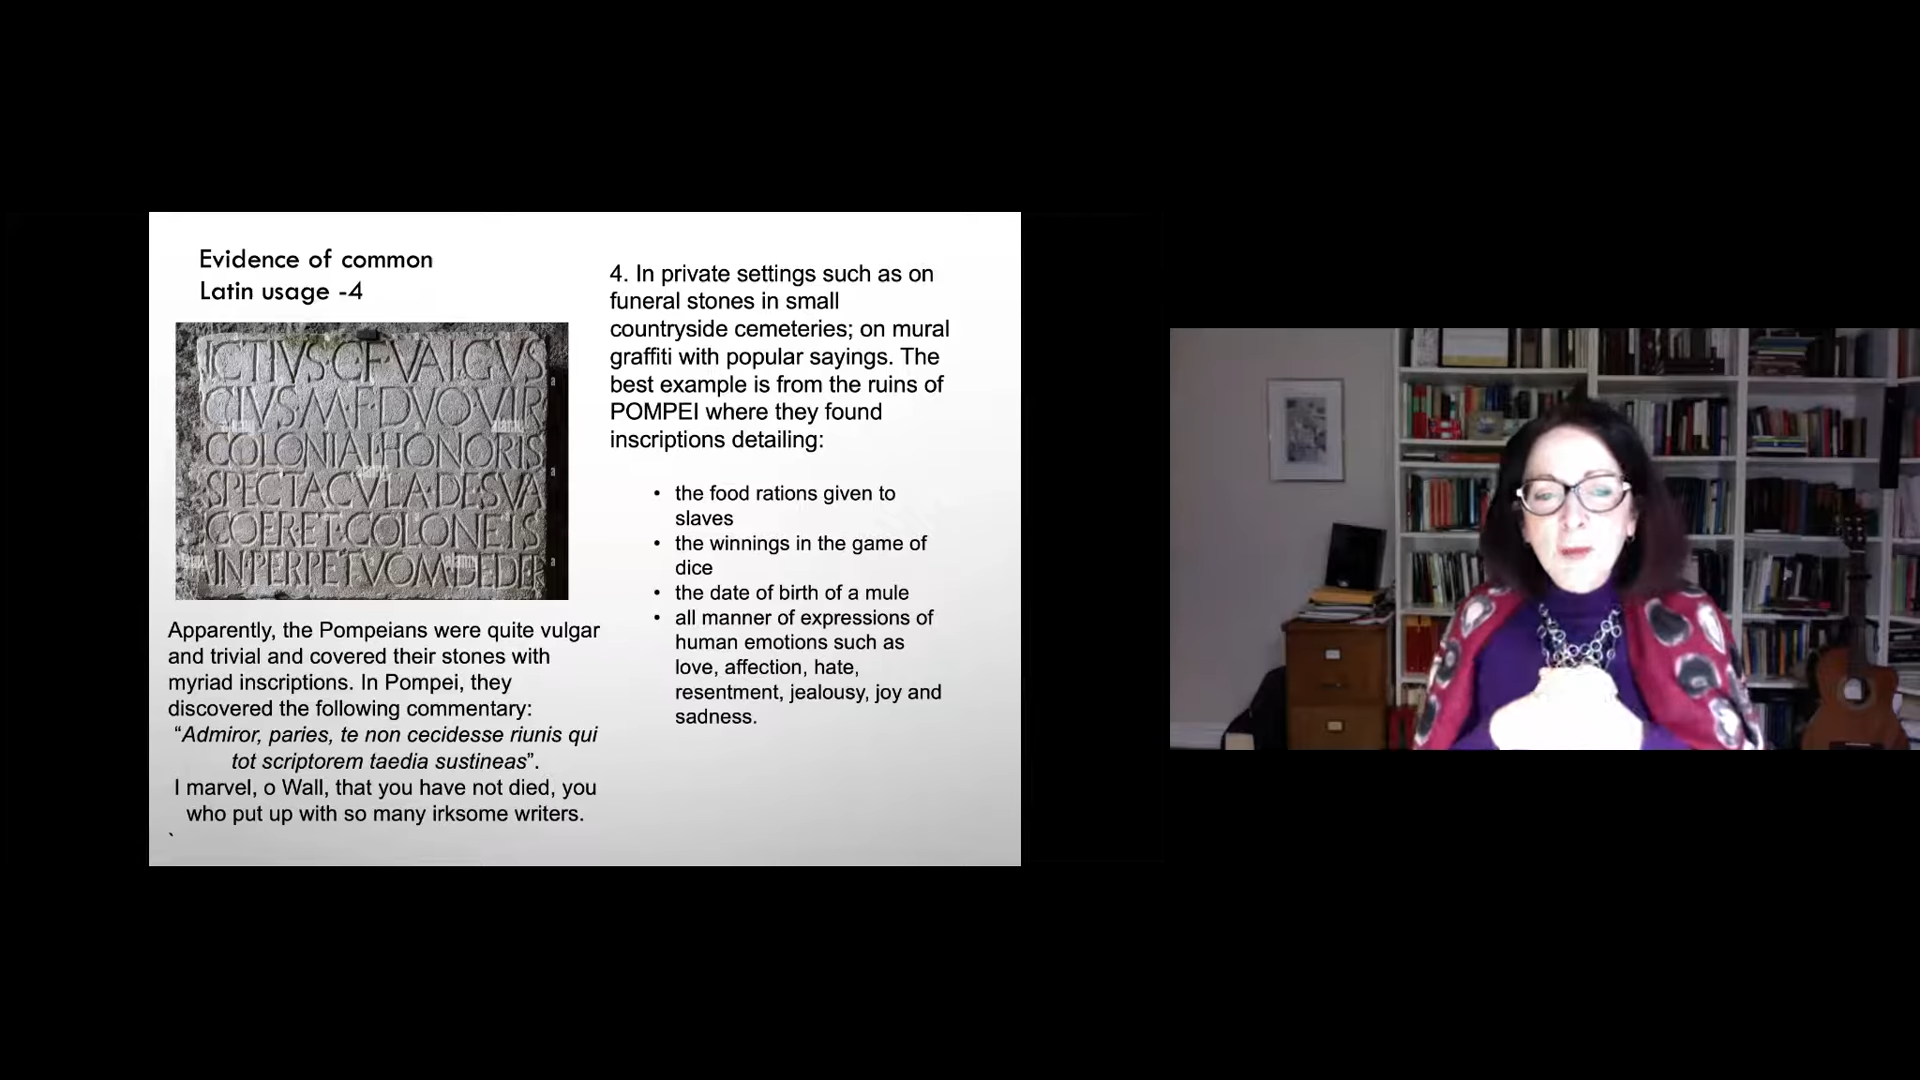 Evidence of common
Latin usage -4
ICTIVS·C·F·VALGVS
CIVS·M·F·DVO·VIR
COLONIAI·HONORIS
SPECTACVLA·DE·SVA
COER·ET·COLONEIS
IN·PERPETVOM·DEDER
Apparently, the Pompeians were quite vulgar
and trivial and covered their stones with
myriad inscriptions. In Pompei, they
discovered the following commentary:
“Admiror, paries, te non cecidesse riunis qui
tot scriptorem taedia sustineas”.
I marvel, o Wall, that you have not died, you
who put up with so many irksome writers.
`
4. In private settings such as on
funeral stones in small
countryside cemeteries; on mural
graffiti with popular sayings. The
best example is from the ruins of
POMPEI where they found
inscriptions detailing:
• the food rations given to
slaves
• the winnings in the game of
dice
• the date of birth of a mule
• all manner of expressions of
human emotions such as
love, affection, hate,
resentment, jealousy, joy and
sadness.